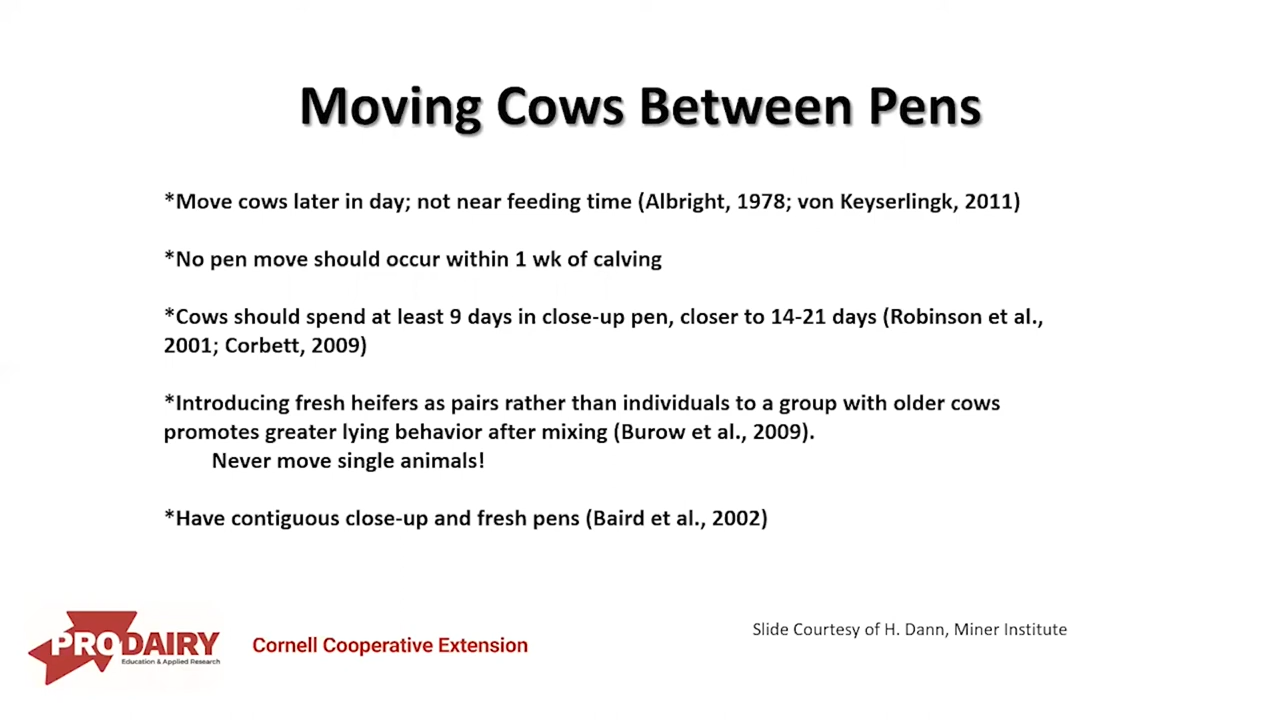 Moving Cows Between Pens
*Move cows later in day; not near feeding time (Albright, 1978; von Keyserlingk, 2011)
*No pen move should occur within 1 wk of calving
*Cows should spend at least 9 days in close-up pen, closer to 14-21 days (Robinson et al.,
2001; Corbett, 2009)
*Introducing fresh heifers as pairs rather than individuals to a group with older cows
promotes greater lying behavior after mixing (Burow et al., 2009).
Never move single animals!
*Have contiguous close-up and fresh pens (Baird et al., 2002)
Slide Courtesy of H. Dann, Miner Institute
PRODAIRY
Education & Applied Research
Cornell Cooperative Extension